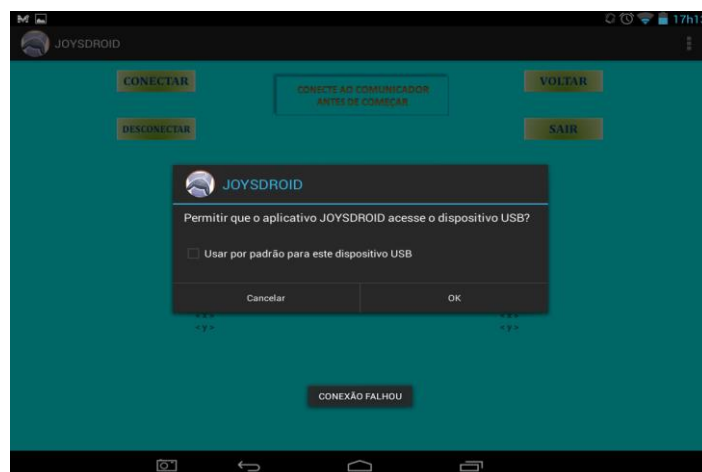 17h1
JOYSDROID
CONECTAR
CONECTE AO COMUNICADOR
ANTES DE COMEÇAR
VOLTAR
DESCONECTAR
SAIR
JOYSDROID
Permitir que o aplicativo JOYSDROID acesse o dispositivo USB?
Usar por padrão para este dispositivo USB
Cancelar
OK
<y>
<y>
CONEXÃO FALHOU